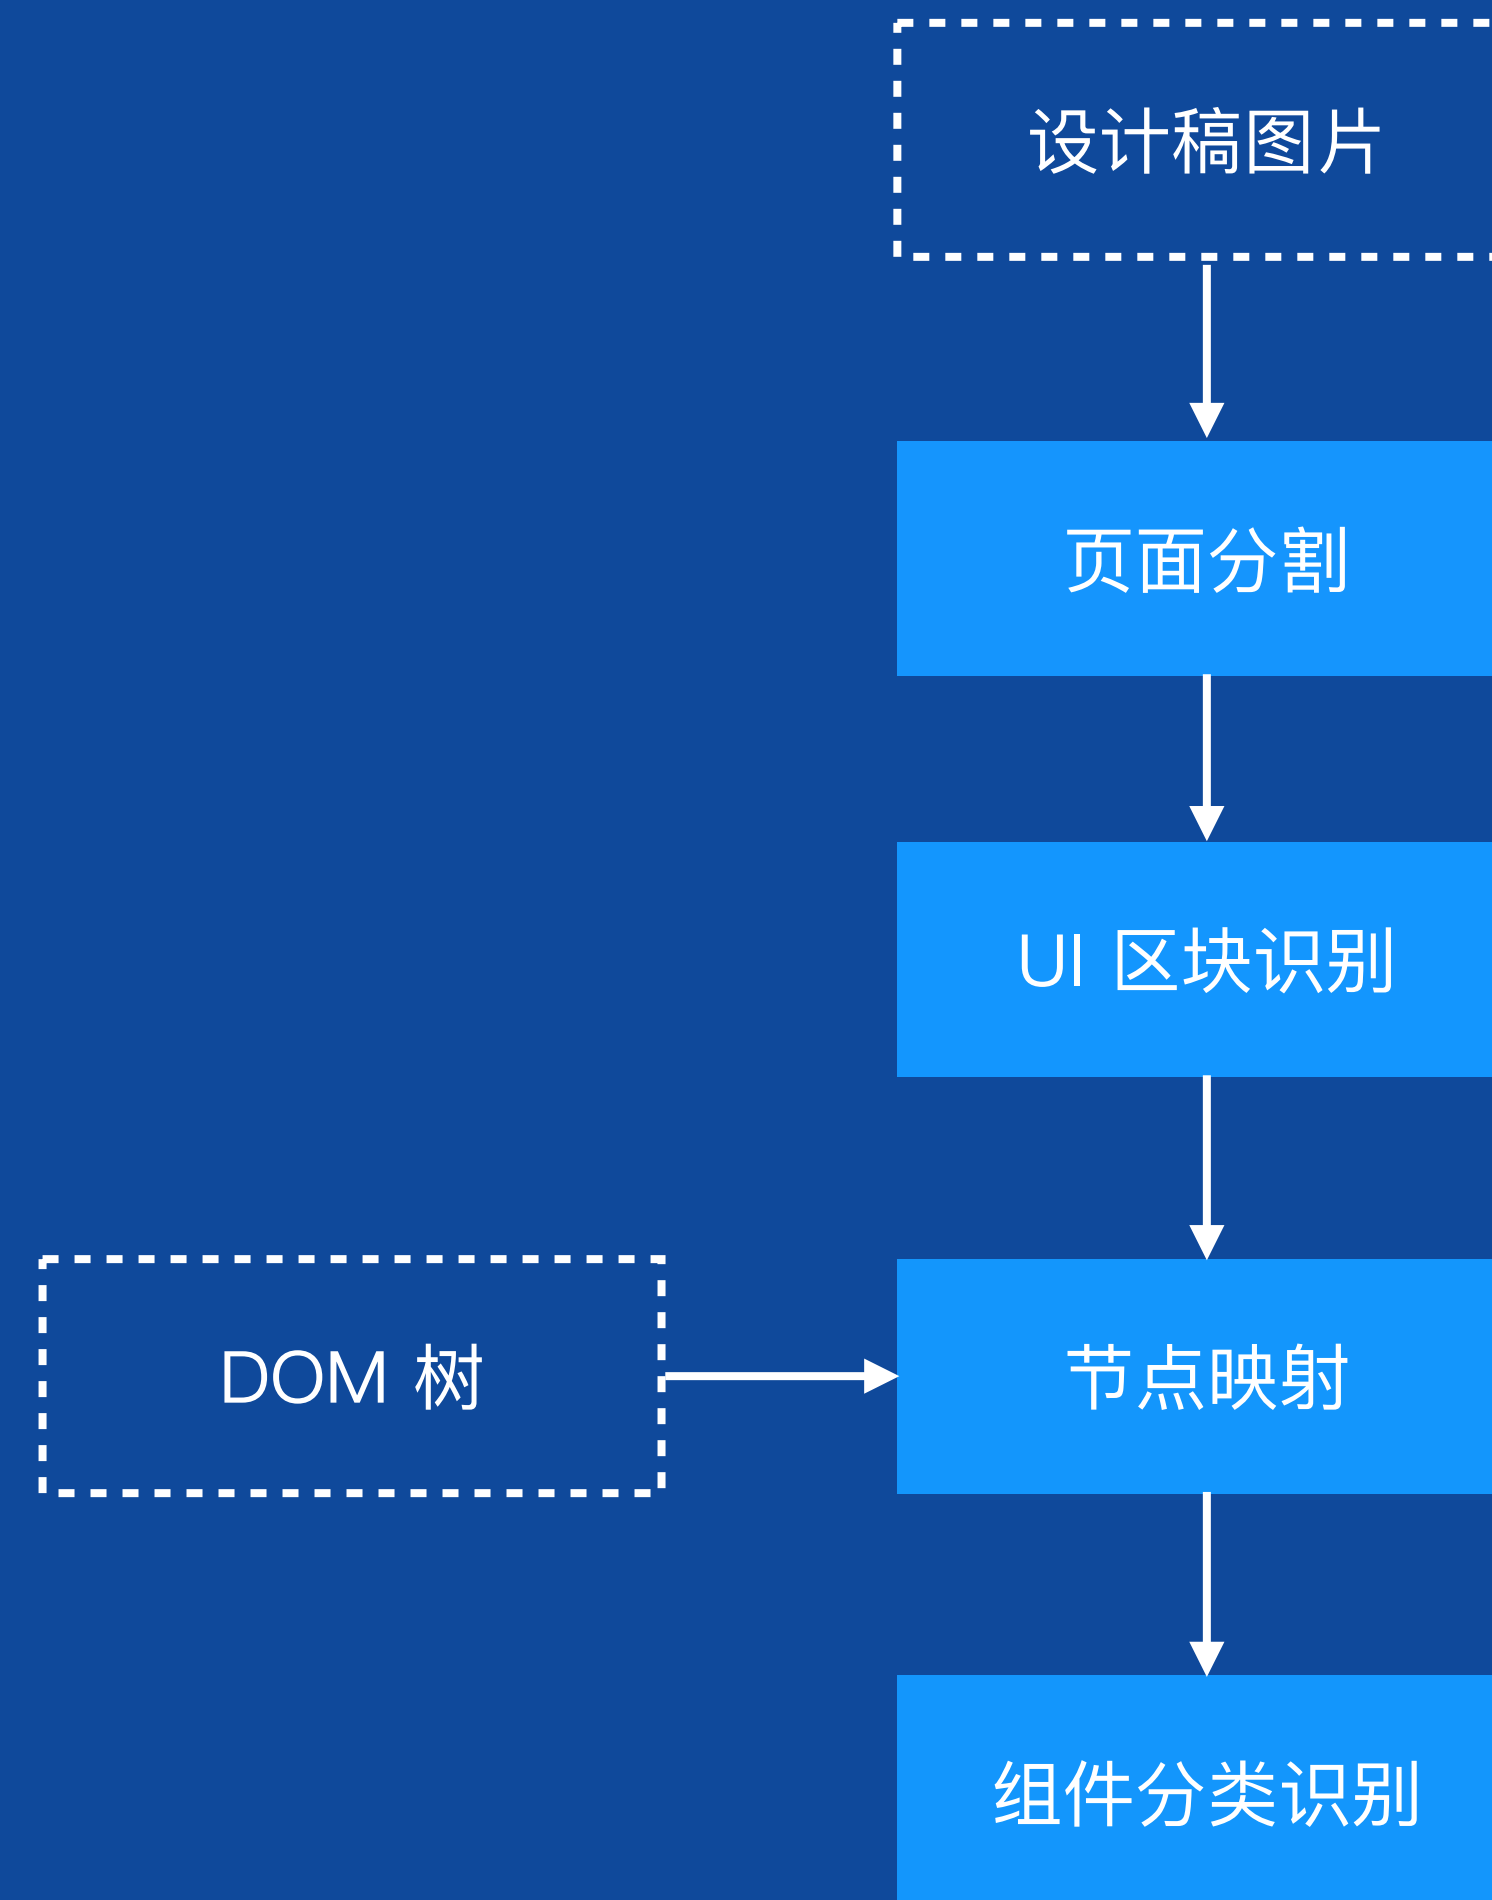 设计稿图片
页面分割
UI 区块识别
DOM 树
节点映射
组件分类识别